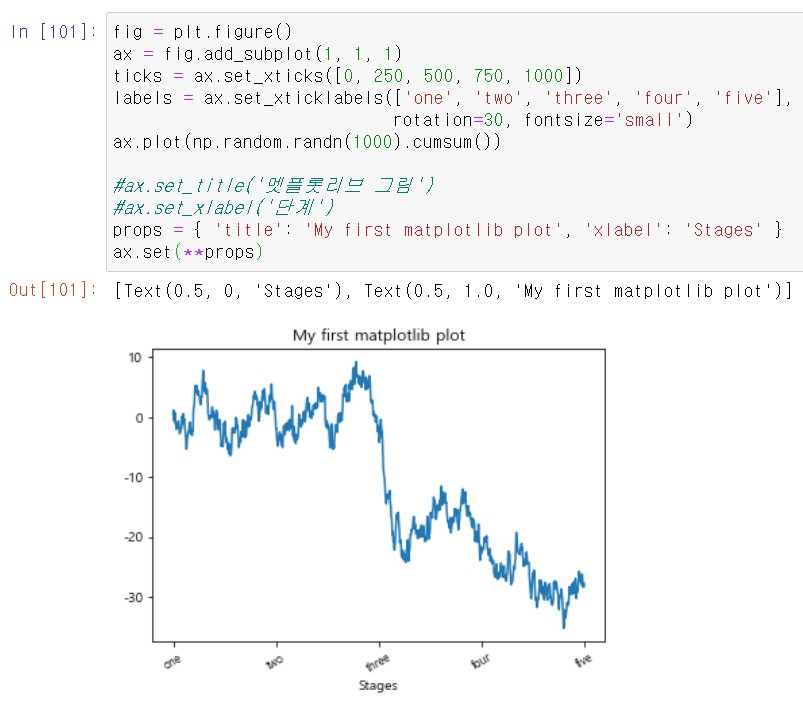 In [101]: fig = plt.figure()
ax = fig.add_subplot(1, 1, 1)
ticks = ax.set_xticks([0, 250, 500, 750, 1000])
labels = ax.set_xticklabels(['one', 'two', 'three', 'four', 'five'],
rotation=30, fontsize='small')
ax.plot(np.random.randn(1000).cumsum())
#ax.set_title('멧플롯리브 그림')
#ax.set_xlabel('단계')
props = { 'title': 'My first matplotlib plot', 'xlabel': 'Stages' }
ax.set(**props)
Out[101]: [Text(0.5, 0, 'Stages'), Text(0.5, 1.0, 'My first matplotlib plot')]
My first matplotlib plot
10
0
-10
-20
-30
one two three four five
Stages